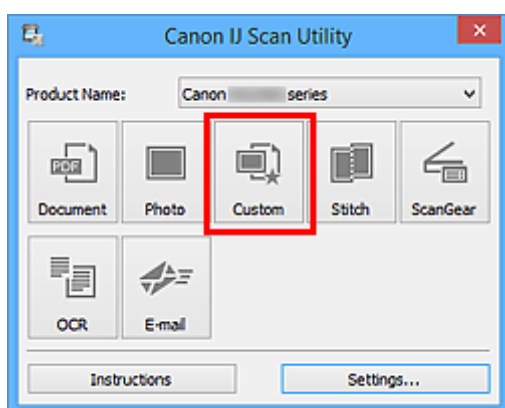 Canon IJ Scan Utility
Product Name: Canon series
PDF
Document Photo Custom Stitch ScanGear
OCR E-mail
Instructions Settings...